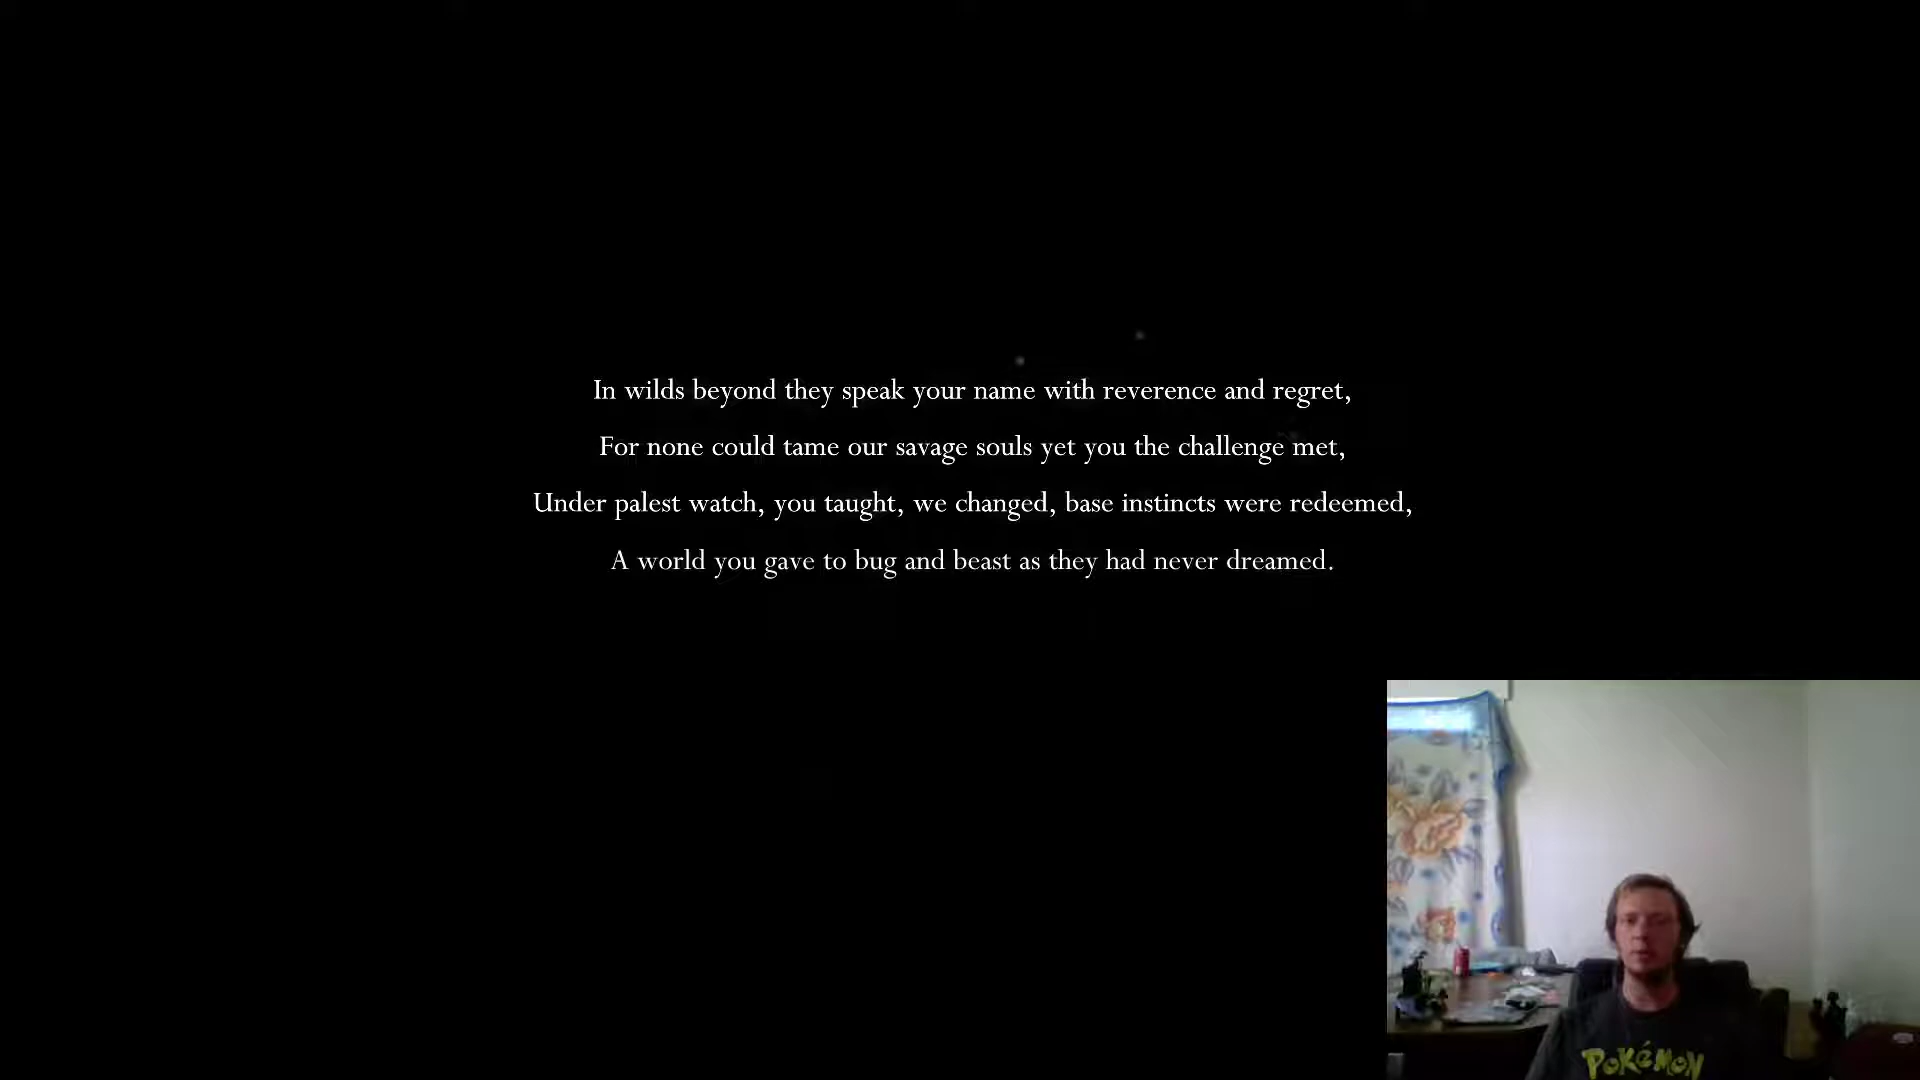 In wilds beyond they speak your name with reverence and regret,
For none could tame our savage souls yet you the challenge met,
Under palest watch, you taught, we changed, base instincts were redeemed,
A world you gave to bug and beast as they had never dreamed.
POKéMON